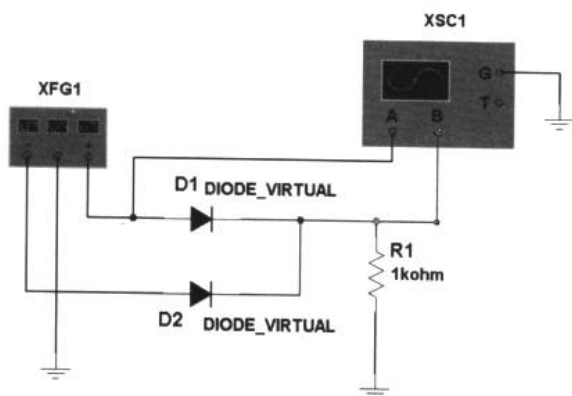 XSC1
XFG1
G
T
A B
D1 DIODE_VIRTUAL
R1
1kohm
D2 DIODE_VIRTUAL